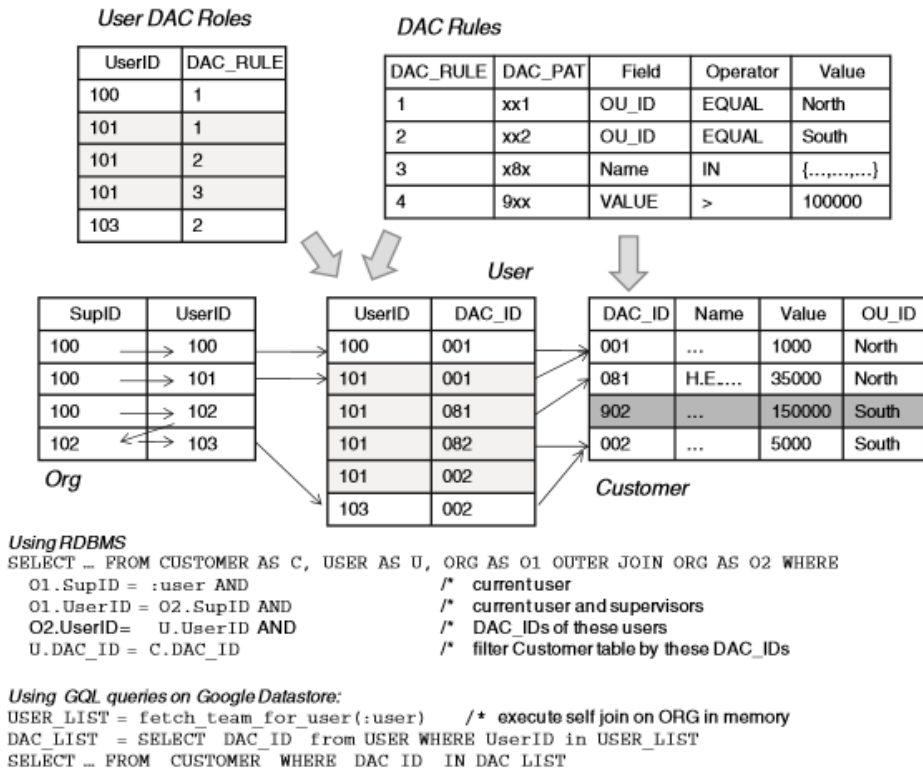 User DAC Roles
UserID DAC_RULE
100 1
101 1
101 2
101 3
103 2
DAC Rules
DAC_RULE DAC_PAT Field Operator Value
1 xx1 OU_ID EQUAL North
2 xx2 OU_ID EQUAL South
3 x8x Name IN {...,...,...}
4 9xx VALUE > 100000
SupID UserID
100 100
100 101
100 102
102 103
Org
User
UserID DAC_ID
100 001
101 001
101 081
101 082
101 002
103 002
DAC_ID Name Value OU_ID
001 ... 1000 North
081 H.E..... 35000 North
902 ... 150000 South
002 ... 5000 South
Customer
Using RDBMS
SELECT … FROM CUSTOMER AS C, USER AS U, ORG AS O1 OUTER JOIN ORG AS O2 WHERE
O1.SupID = :user AND /* currentuser
O1.UserID = O2.SupID AND /* currentuser and supervisors
O2.UserID= U.UserID AND /* DAC_IDs of these users
U.DAC_ID = C.DAC_ID /* filter Customer table by these DAC_IDs
Using GQL queries on Google Datastore:
USER_LIST = fetch_team_for_user(:user) /* execute self join on ORG in memory
DAC_LIST = SELECT DAC_ID from USER WHERE UserID in USER_LIST
SELECT … FROM CUSTOMER WHERE DAC_ID IN DAC_LIST